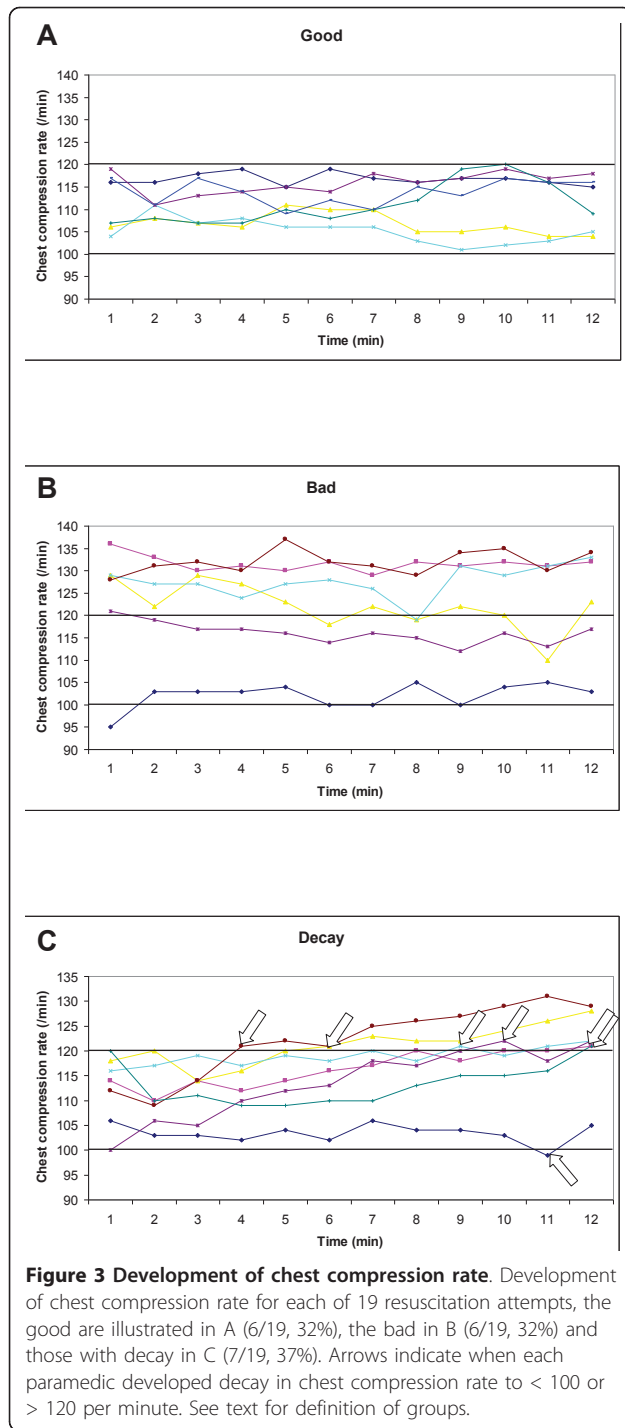 A
Good
Chest compression rate (/min)
140
135
130
125
120
115
110
105
100
95
90
1 2 3 4 5 6 7 8 9 10 11 12
Time (min)
B
Bad
Chest compression rate (/min)
140
135
130
125
120
115
110
105
100
95
90
1 2 3 4 5 6 7 8 9 10 11 12
Time (min)
C
Decay
Chest compression rate (/min)
135
130
125
120
115
110
105
100
95
90
1 2 3 4 5 6 7 8 9 10 11 12
Time (min)
Figure 3 Development of chest compression rate. Development
of chest compression rate for each of 19 resuscitation attempts, the
good are illustrated in A (6/19, 32%), the bad in B (6/19, 32%) and
those with decay in C (7/19, 37%). Arrows indicate when each
paramedic developed decay in chest compression rate to < 100 or
> 120 per minute. See text for definition of groups.